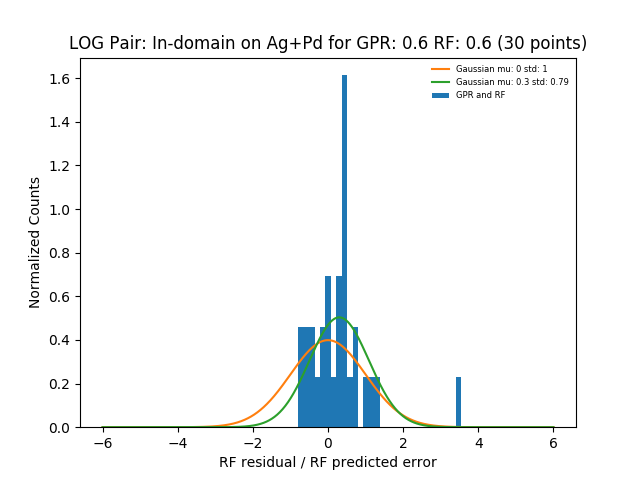 LOG Pair: In-domain on Ag+Pd for GPR: 0.6 RF: 0.6 (30 points)
Gaussian mu: 0 std: 1
Gaussian mu: 0.3 std: 0.79
GPR and RF
Normalized Counts
1.6
1.4
1.2
1.0
0.8
0.6
0.4
0.2
0.0
−6 −4 −2 0 2 4 6
RF residual / RF predicted error